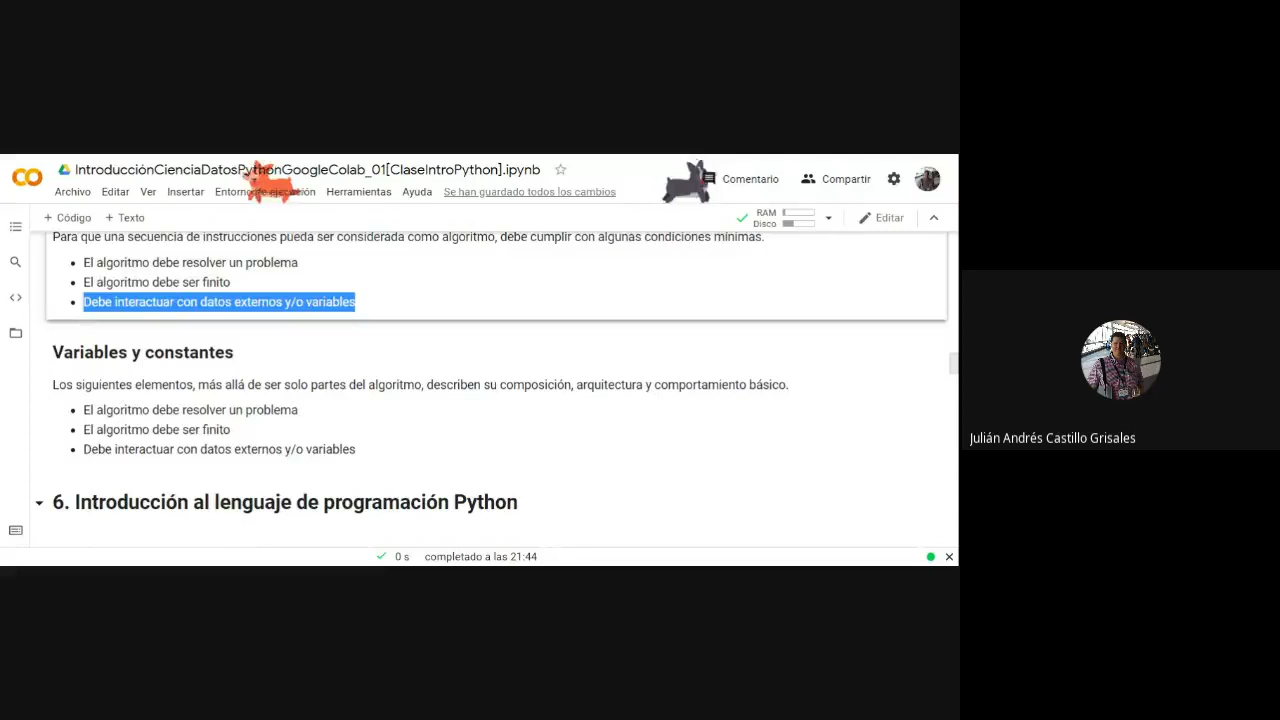 IntroducciónCienciaDatosPythonGoogleColab_01[ClaseIntroPython].ipynb
Comentario
Compartir
Archivo Editar Ver Insertar Entorno de ejecución Herramientas Ayuda Se han guardado todos los cambios
+ Código + Texto
RAM
Disco
Editar
Para que una secuencia de instrucciones pueda ser considerada como algoritmo, debe cumplir con algunas condiciones mínimas.
• El algoritmo debe resolver un problema
• El algoritmo debe ser finito
• Debe interactuar con datos externos y/o variables
Variables y constantes
Los siguientes elementos, más allá de ser solo partes del algoritmo, describen su composición, arquitectura y comportamiento básico.
• El algoritmo debe resolver un problema
• El algoritmo debe ser finito
• Debe interactuar con datos externos y/o variables
6. Introducción al lenguaje de programación Python
0 s completado a las 21:44
Julián Andrés Castillo Grisales